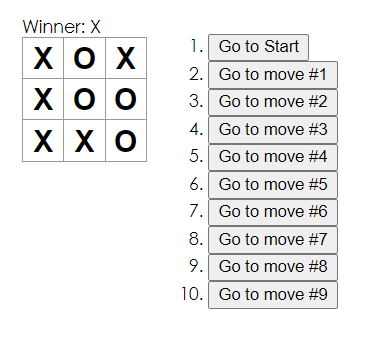 Winner: X
X O X
X O O
X X O
1. Go to Start
2. Go to move #1
3. Go to move #2
4. Go to move #3
5. Go to move #4
6. Go to move #5
7. Go to move #6
8. Go to move #7
9. Go to move #8
10. Go to move #9